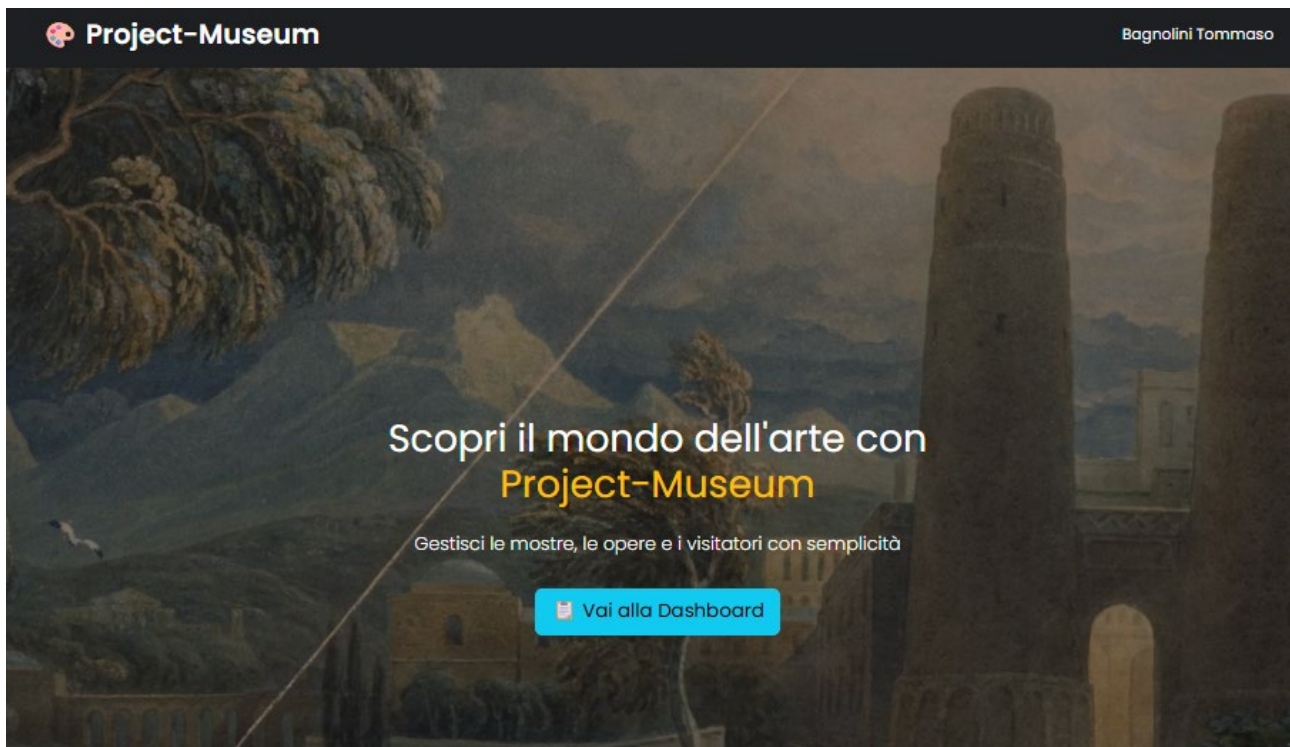 Project-Museum
Bagnolini Tommaso
Scopri il mondo dell'arte con
Project-Museum
Gestisci le mostre, le opere e i visitatori con semplicità
Vai alla Dashboard